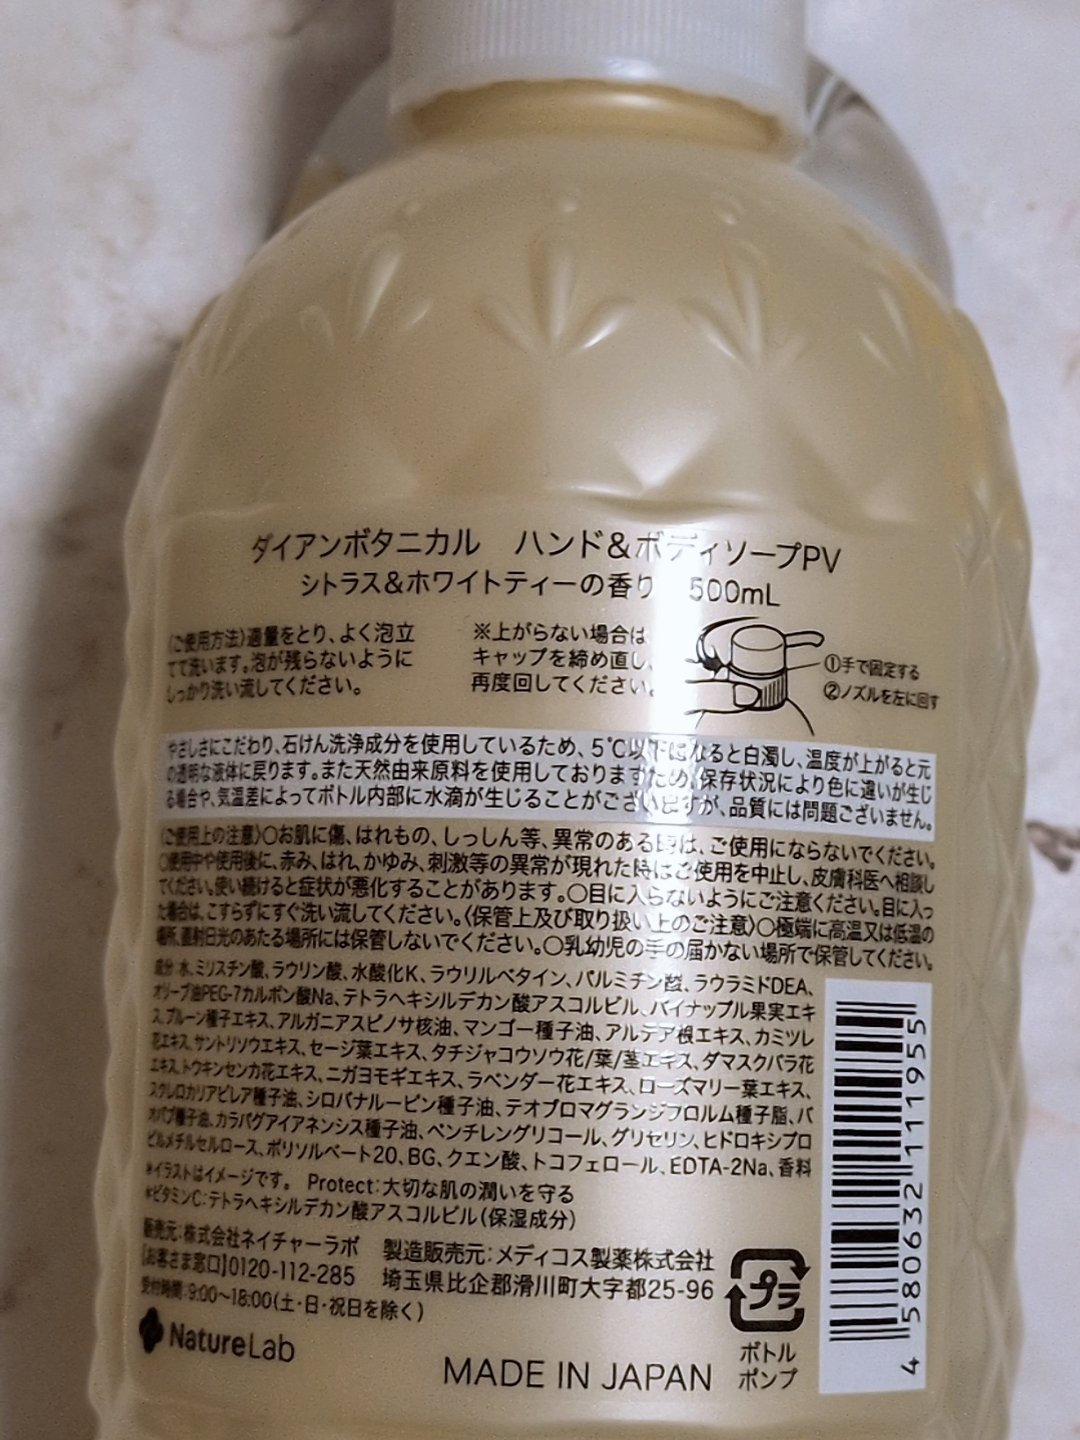 ダイアンボタニカル ハンド&ボディソープPV
シトラス&ホワイトティーの香り 500mL
〈ご使用方法〉適量をとり、よく泡立
てて洗います。泡が残らないように
しっかり洗い流してください。
※上がらない場合は、
キャップを締め直し、
再度回してください。
①手で固定する
②ノズルを左に回す
やさしさにこだわり、石けん洗浄成分を使用しているため、5℃以下になると白濁し、温度が上がると元
の透明な液体に戻ります。また天然由来原料を使用しておりますため、保存状況により色に違いが生じ
る場合や、気温差によってボトル内部に水滴が生じることがございますが、品質には問題ございません。
〈ご使用上の注意〉○お肌に傷、はれもの、しっしん等、異常のある時は、ご使用にならないでください。
○使用中や使用後に、赤み、はれ、かゆみ、刺激等の異常が現れた時はご使用を中止し、皮膚科医へ相談し
てください。使い続けると症状が悪化することがあります。○目に入らないようにご注意ください。目に入っ
た場合は、こすらずにすぐ洗い流してください。〈保管上及び取り扱い上のご注意〉○極端に高温又は低温の
場所、直射日光のあたる場所には保管しないでください。○乳幼児の手の届かない場所で保管してください。
成分:水、ミリスチン酸、ラウリン酸、水酸化K、ラウリルベタイン、パルミチン酸、ラウラミドDEA、
オリーブ油PEG-7カルボン酸Na、テトラヘキシルデカン酸アスコルビル、パイナップル果実エキ
ス、プルーン種子エキス、アルガニアスピノサ核油、マンゴー種子油、アルテア根エキス、カミツレ
花エキス、サントリソウエキス、セージ葉エキス、タチジャコウソウ花/葉/茎エキス、ダマスクバラ花
エキス、トウキンセンカ花エキス、ニガヨモギエキス、ラベンダー花エキス、ローズマリー葉エキス、
スクレロカリアビレア種子油、シロバナルーピン種子油、テオブロマグランジフロルム種子脂、バ
オバブ種子油、カラパグアイアネンシス種子油、ペンチレングリコール、グリセリン、ヒドロキシプロ
ピルメチルセルロース、ポリソルベート20、BG、クエン酸、トコフェロール、EDTA-2Na、香料
*イラストはイメージです。 Protect:大切な肌の潤いを守る
*ビタミンC:テトラヘキシルデカン酸アスコルビル(保湿成分)
販売元:株式会社ネイチャーラボ
【お客さま窓口】0120-112-285
受付時間:9:00〜18:00(土・日・祝日を除く)
製造販売元:メディコス製薬株式会社
埼玉県比企郡滑川町大字都25-96
NatureLab
MADE IN JAPAN
プラ
ボトル
ポンプ
4 580632 111955